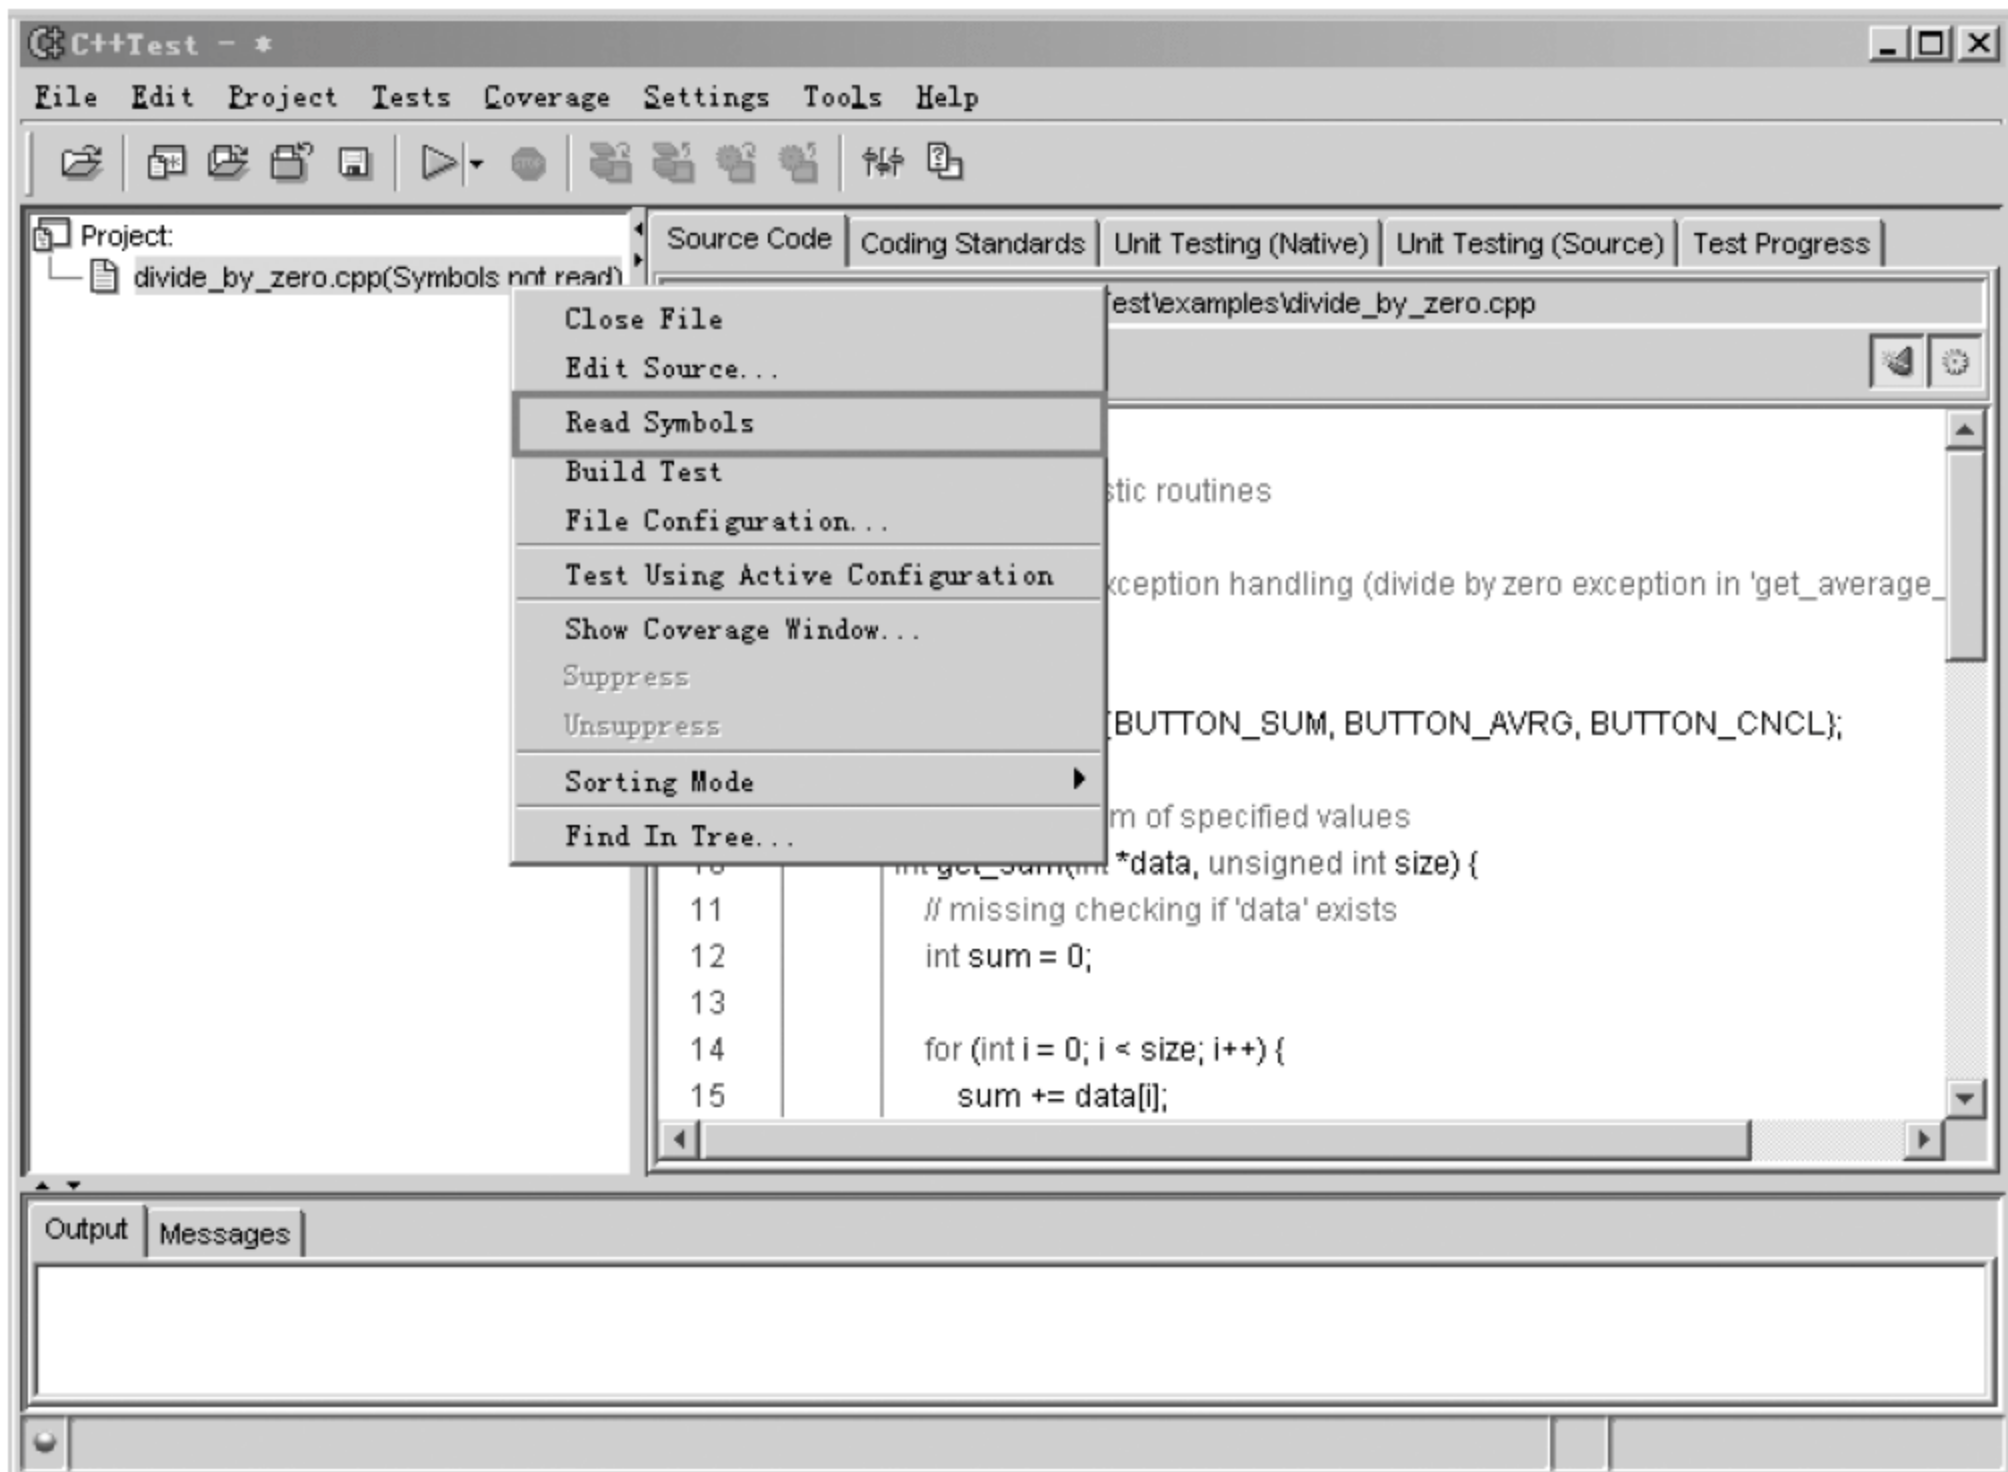 C++Test - *
File Edit Project Tests Coverage Settings Tools Help
Project:
divide_by_zero.cpp(Symbols not read)
Source Code Coding Standards Unit Testing (Native) Unit Testing (Source) Test Progress
est\examples\divide_by_zero.cpp
Close File
Edit Source...
Read Symbols
Build Test
File Configuration...
Test Using Active Configuration
Show Coverage Window...
Suppress
Unsuppress
Sorting Mode
Find In Tree...
stic routines
xception handling (divide by zero exception in 'get_average_
{BUTTON_SUM, BUTTON_AVRG, BUTTON_CNCL};
m of specified values
10 int get_sum(int *data, unsigned int size) {
11 // missing checking if 'data' exists
12 int sum = 0;
13
14 for (int i = 0; i < size; i++) {
15 sum += data[i];
Output Messages